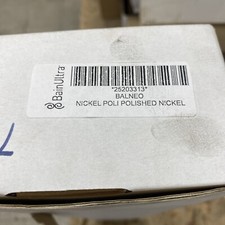 BainUltra
*25203313*
BALNEO
NICKEL POLI POLISHED NICKEL